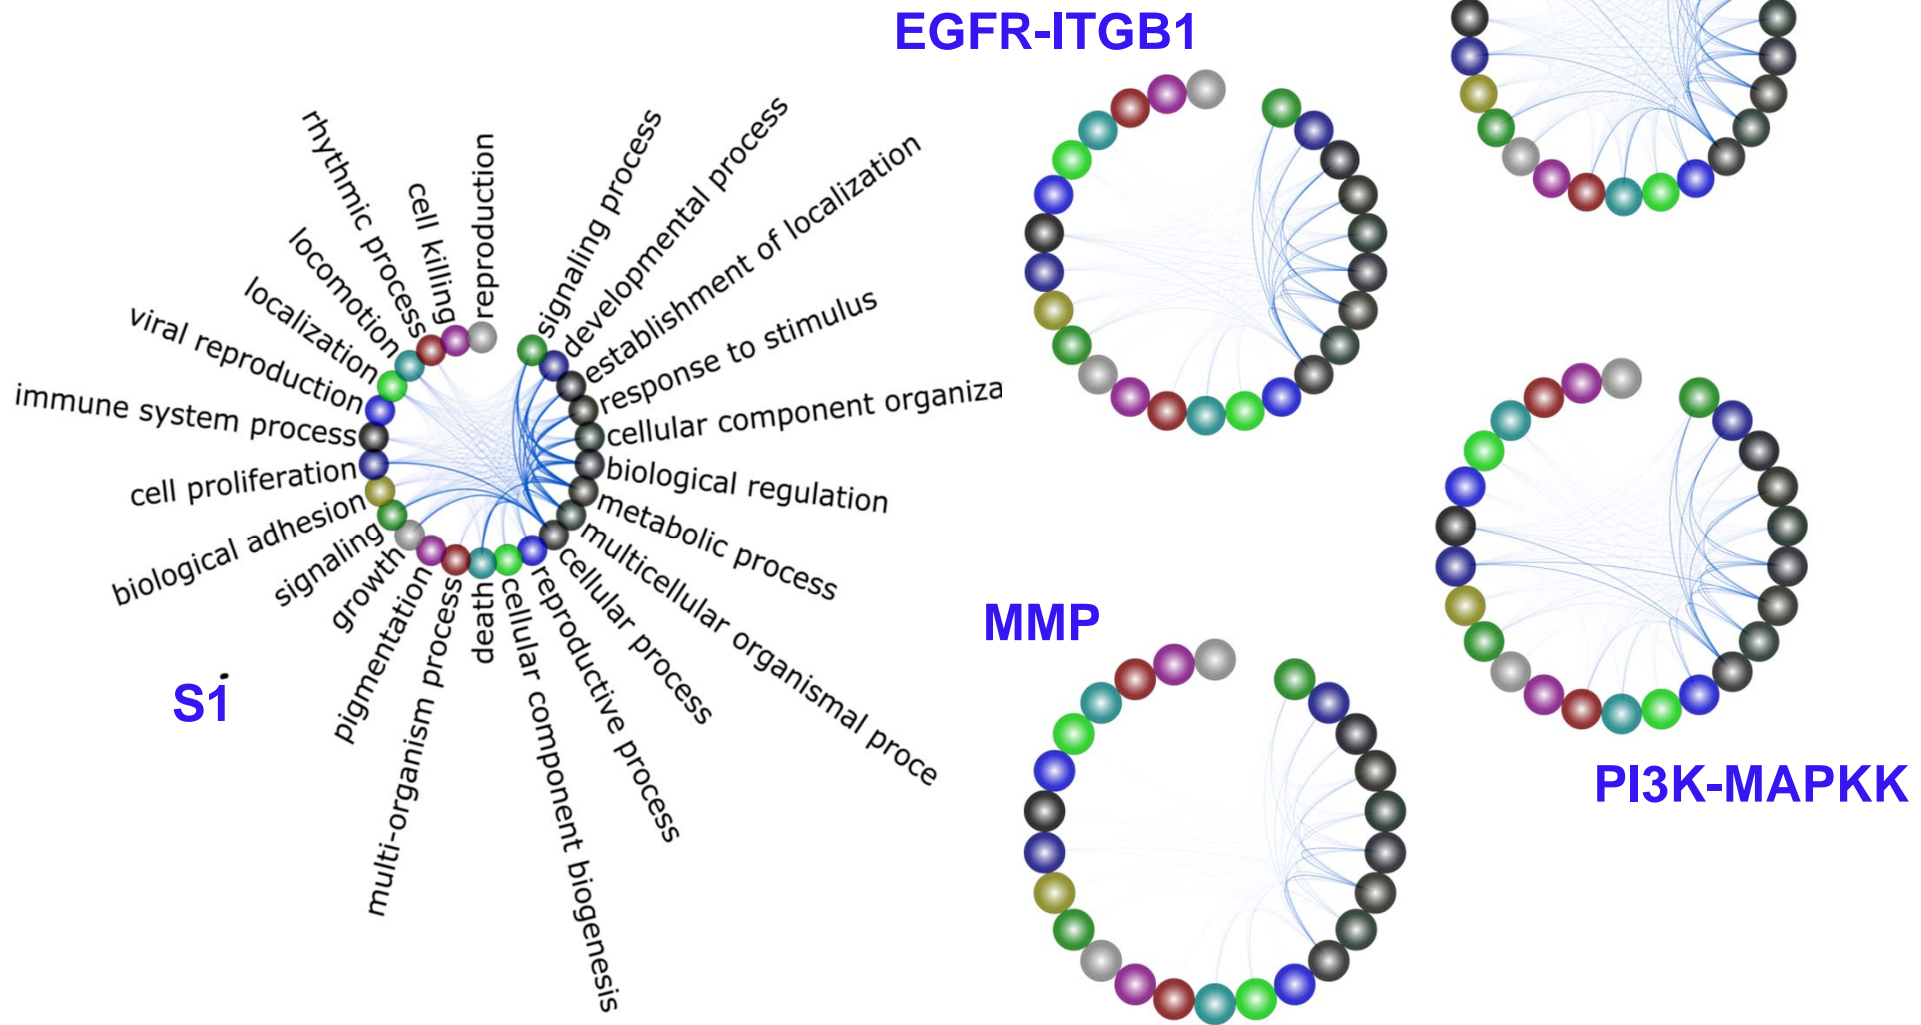 EGFR-ITGB1
reproduction
cell killing
rhythmic process
locomotion
localization
viral reproduction
immune system process
cell proliferation
biological adhesion
signaling
growth
pigmentation
multi-organism process
death
cellular component biogenesis
reproductive process
cellular process
multicellular organismal proce
metabolic process
biological regulation
cellular component organiza
response to stimulus
establishment of localization
developmental process
signaling process
S1
MMP
PI3K-MAPKK